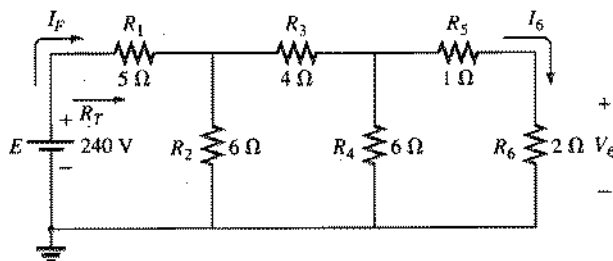 I_F R_1 R_3 R_5 I_6
5 Ω 4 Ω 1 Ω
R_T
E + 240 V − R_2 6 Ω R_4 6 Ω R_6 2 Ω + V_6 −